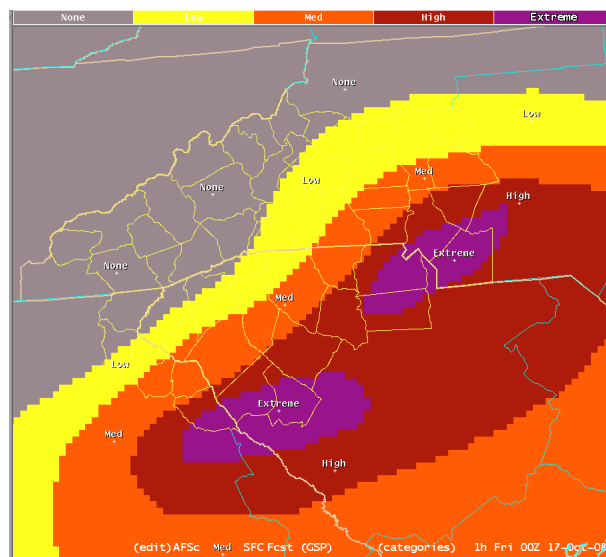 None Low Med High Extreme
None
Low
Med
Low
None
High
Extreme
None
Med
Low
Extreme
Med
High
(edit)AFSc Med SFC Fcst (GSP) (categories) 1h Fri 00Z 17-Oct-08